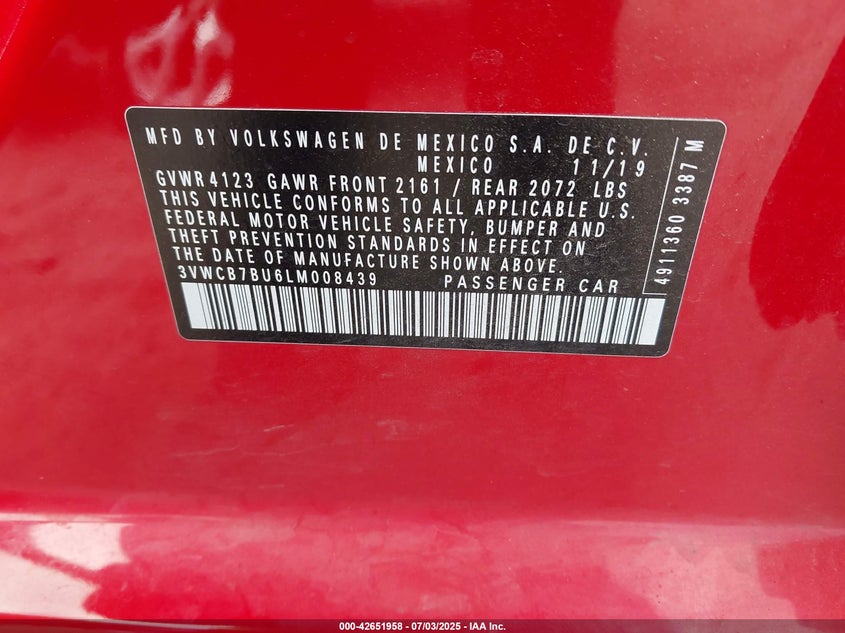 MFD BY VOLKSWAGEN DE MEXICO S.A. DE C.V.
MEXICO 11/19
GVWR 4123 GAWR FRONT 2161 / REAR 2072 LBS
THIS VEHICLE CONFORMS TO ALL APPLICABLE U.S.
FEDERAL MOTOR VEHICLE SAFETY, BUMPER AND
THEFT PREVENTION STANDARDS IN EFFECT ON
THE DATE OF MANUFACTURE SHOWN ABOVE.
3VWCB7BU6LM008439 PASSENGER CAR
4911360 3387 M
000-42651958 - 07/03/2025 - IAA Inc.